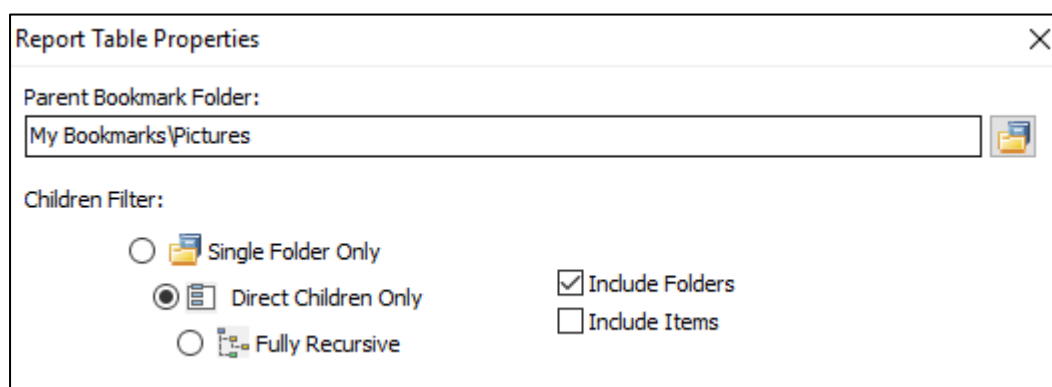 Report Table Properties
Parent Bookmark Folder:
My Bookmarks\Pictures
Children Filter:
Single Folder Only
Direct Children Only
Fully Recursive
Include Folders
Include Items